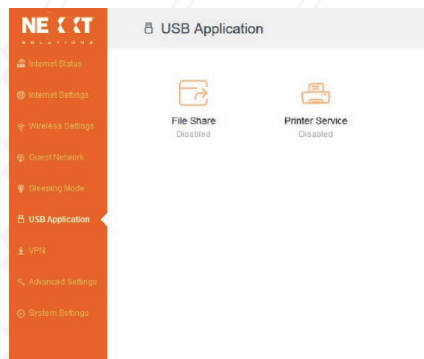 NEXXT
SOLUTIONS
USB Application
Internet Status
Internet Settings
Wireless Settings
Guest Network
Sleeping Mode
USB Application
VPN
Advanced Settings
System Settings
File Share
Disabled
Printer Service
Disabled